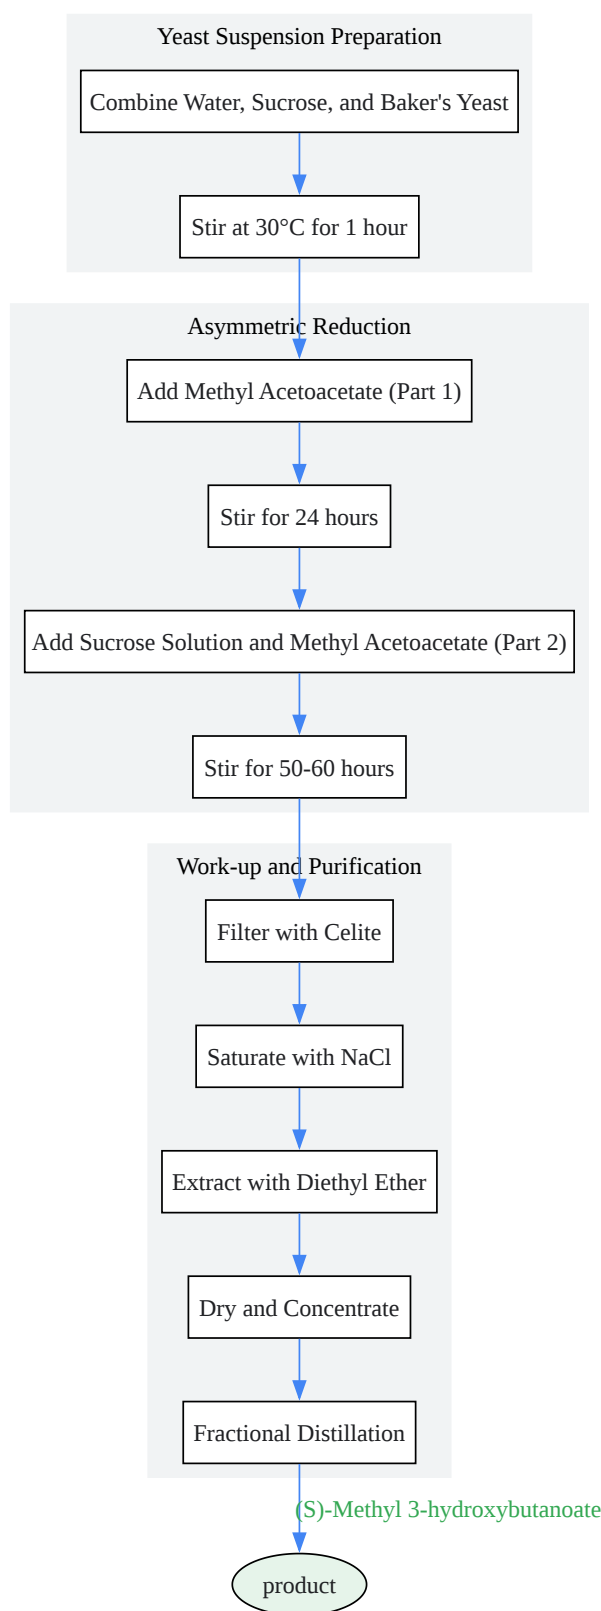 Yeast Suspension Preparation
Combine Water, Sucrose, and Baker's Yeast
Stir at 30°C for 1 hour
Asymmetric Reduction
Add Methyl Acetoacetate (Part 1)
Stir for 24 hours
Add Sucrose Solution and Methyl Acetoacetate (Part 2)
Stir for 50-60 hours
Work-up and Purification
Filter with Celite
Saturate with NaCl
Extract with Diethyl Ether
Dry and Concentrate
Fractional Distillation
(S)-Methyl 3-hydroxybutanoate
product